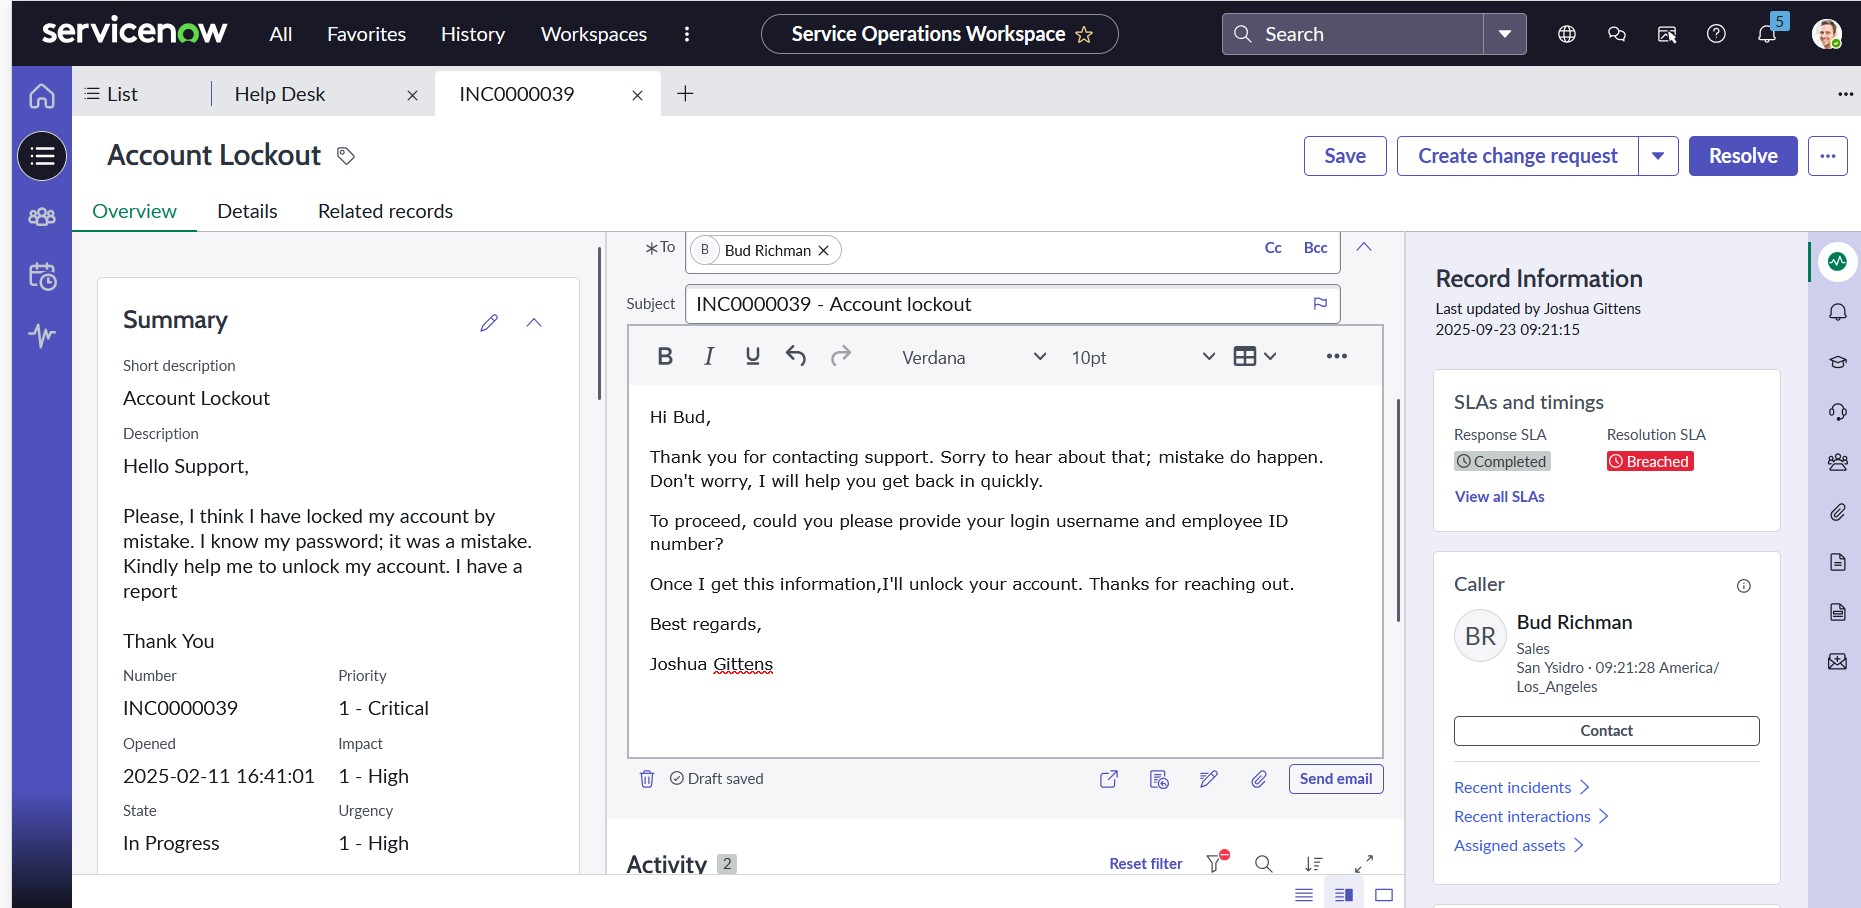 servicenow All Favorites History Workspaces Service Operations Workspace Search 5
List Help Desk INC0000039
Account Lockout
Save Create change request Resolve
Overview Details Related records
Summary
Short description
Account Lockout
Description
Hello Support,
Please, I think I have locked my account by
mistake. I know my password; it was a mistake.
Kindly help me to unlock my account. I have a
report
Thank You
Number Priority
INC0000039 1 - Critical
Opened Impact
2025-02-11 16:41:01 1 - High
State Urgency
In Progress 1 - High
To B Bud Richman Cc Bcc
Subject INC0000039 - Account lockout
B I U Verdana 10pt
Hi Bud,
Thank you for contacting support. Sorry to hear about that; mistake do happen.
Don't worry, I will help you get back in quickly.
To proceed, could you please provide your login username and employee ID
number?
Once I get this information,I'll unlock your account. Thanks for reaching out.
Best regards,
Joshua Gittens
Draft saved Send email
Activity 2 Reset filter
Record Information
Last updated by Joshua Gittens
2025-09-23 09:21:15
SLAs and timings
Response SLA Resolution SLA
Completed Breached
View all SLAs
Caller
BR Bud Richman
Sales
San Ysidro · 09:21:28 America/
Los_Angeles
Contact
Recent incidents
Recent interactions
Assigned assets